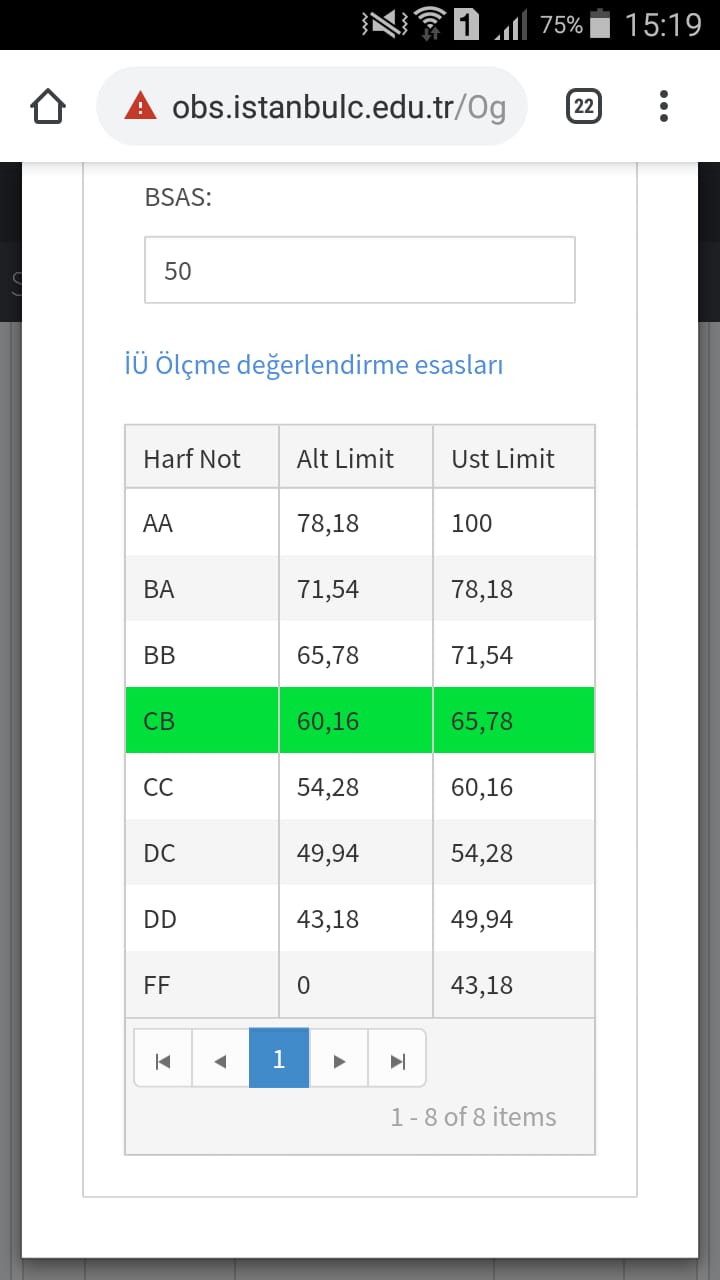 1 75% 15:19
obs.istanbulc.edu.tr/Og 22
BSAS:
S
50
İÜ Ölçme değerlendirme esasları
Harf Not Alt Limit Ust Limit
AA 78,18 100
BA 71,54 78,18
BB 65,78 71,54
CB 60,16 65,78
CC 54,28 60,16
DC 49,94 54,28
DD 43,18 49,94
FF 0 43,18
1
1 - 8 of 8 items